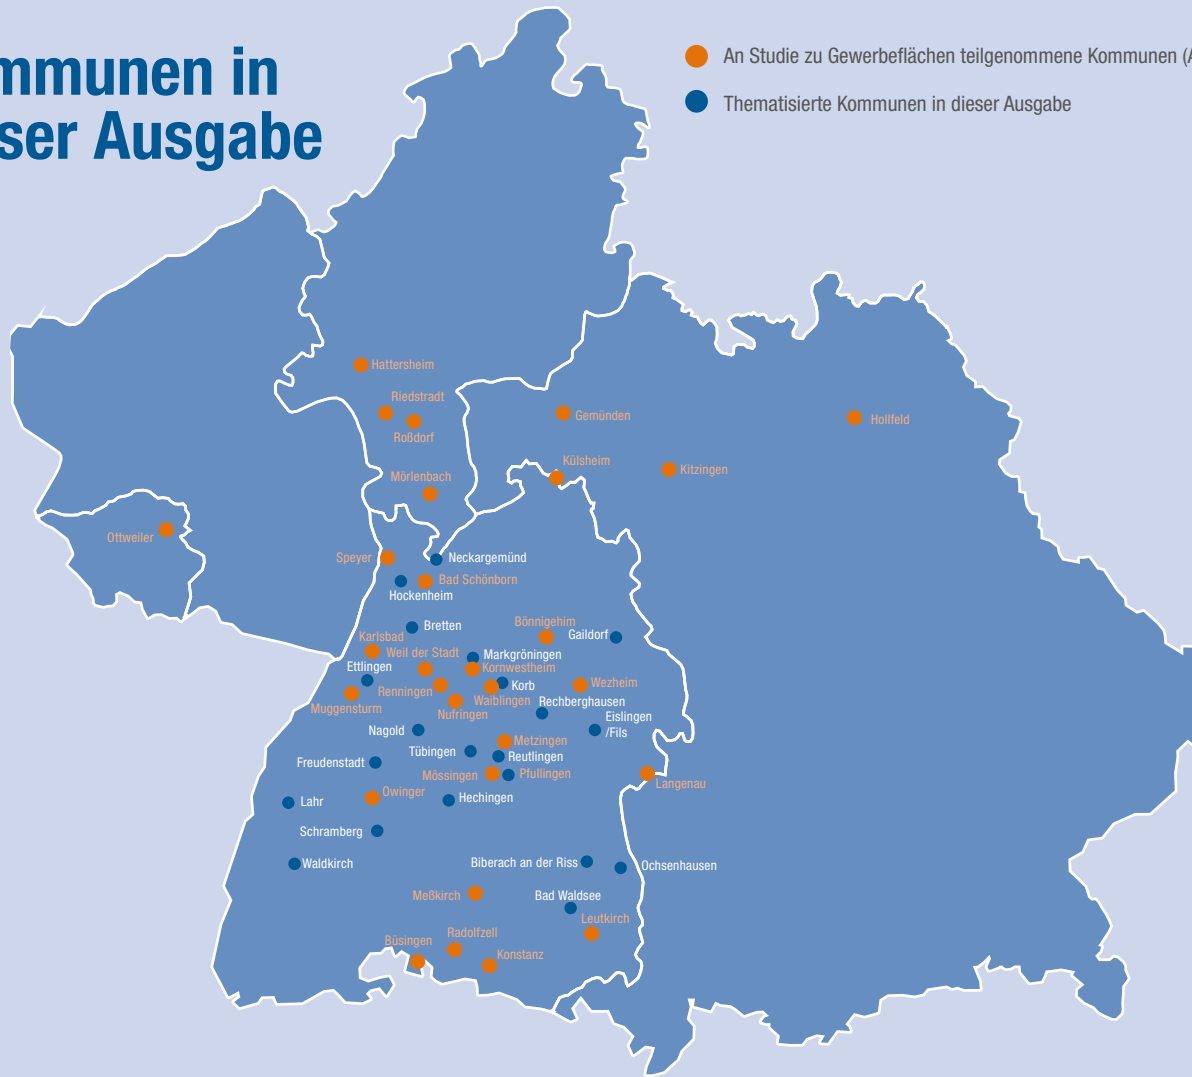 mmunen in
ser Ausgabe
An Studie zu Gewerbeflächen teilgenommene Kommunen (A
Thematisierte Kommunen in dieser Ausgabe
Hattersheim
Riedstradt
Roßdorf
Gemünden
Hollfeld
Külsheim
Kitzingen
Mörlenbach
Ottweiler
Speyer
Neckargemünd
Bad Schönborn
Hockenheim
Bretten
Bönnigehim
Gaildorf
Karlsbad
Weil der Stadt
Markgröningen
Ettlingen
Kornwestheim
Renningen
Korb
Wezheim
Waiblingen
Rechberghausen
Muggensturm
Nufringen
Eislingen
/Fils
Nagold
Metzingen
Tübingen
Reutlingen
Freudenstadt
Mössingen
Pfullingen
Langenau
Owinger
Hechingen
Lahr
Schramberg
Waldkirch
Biberach an der Riss
Ochsenhausen
Meßkirch
Bad Waldsee
Leutkirch
Radolfzell
Büsingen
Konstanz